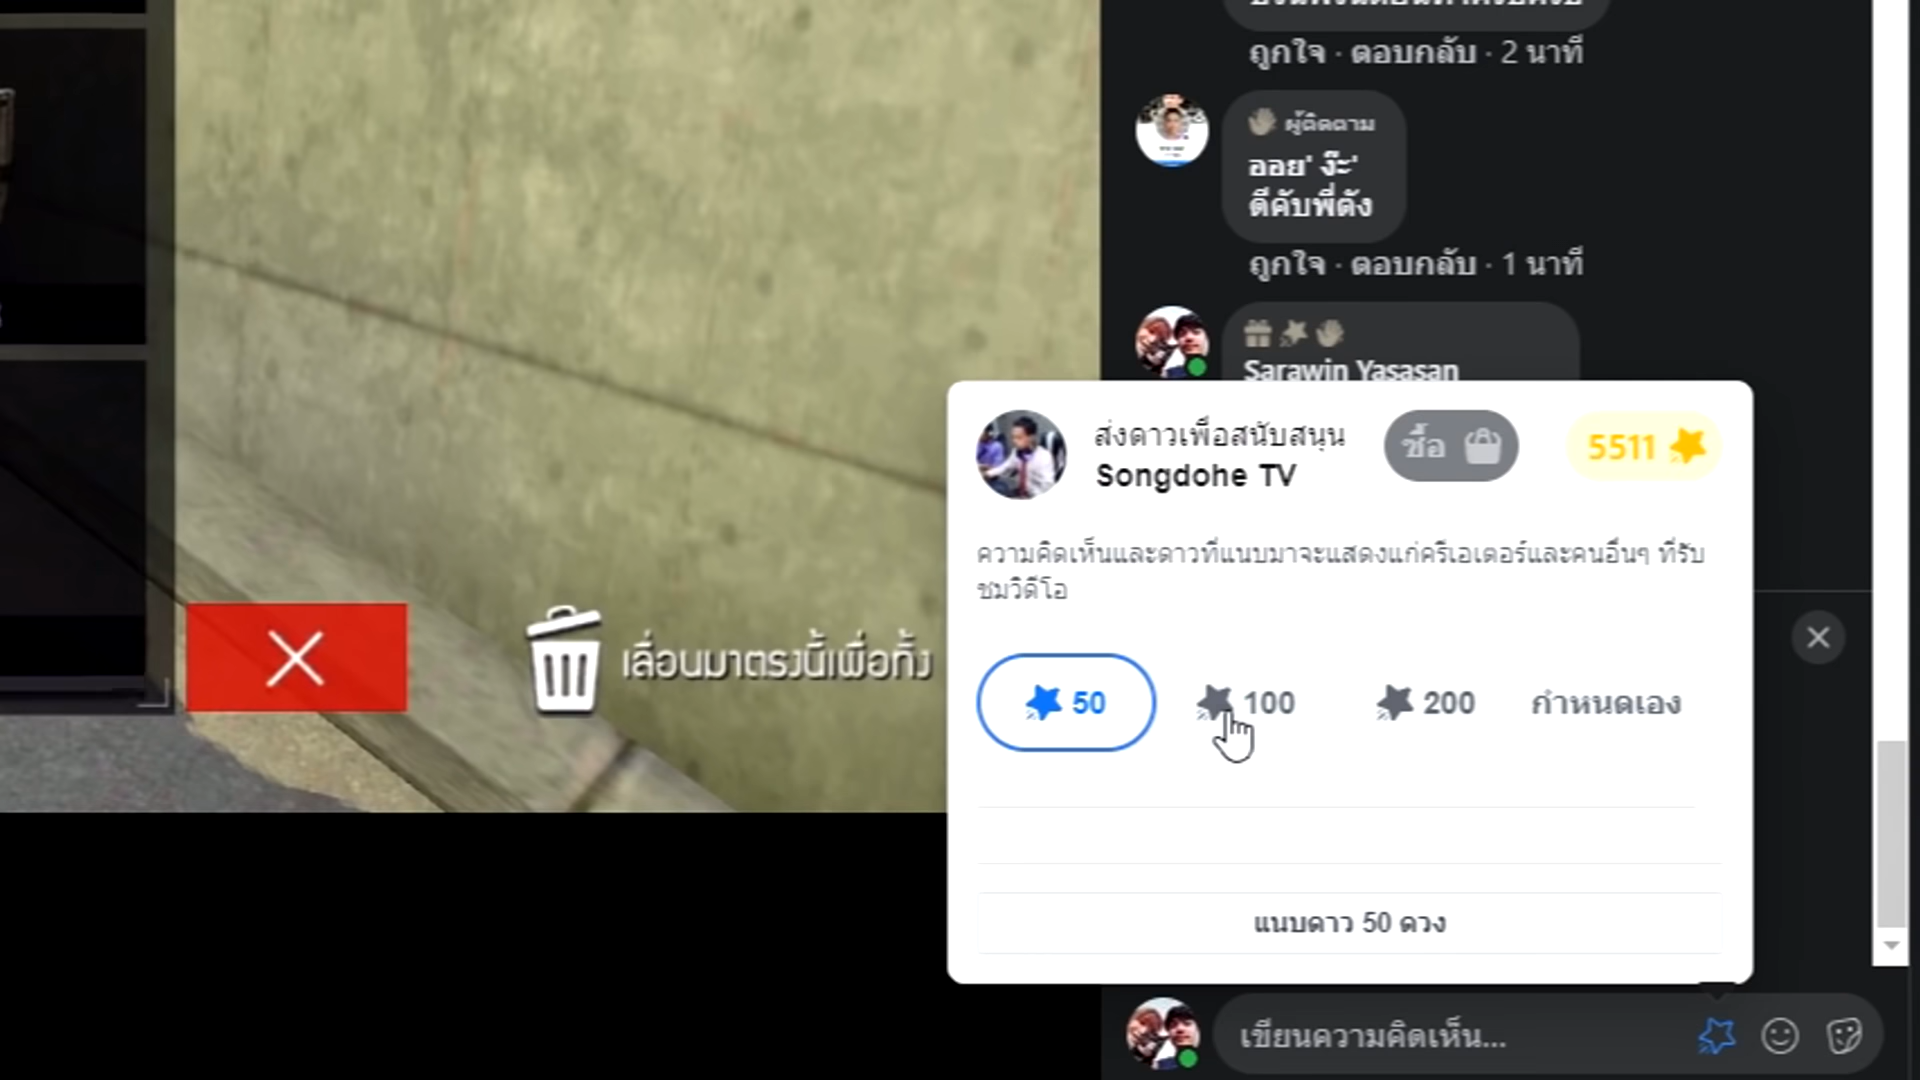 ถูกใจ · ตอบกลับ · 2 นาที
ผู้ติดตาม
ออย' ง๊ะ'
ดีคับพี่ดัง
ถูกใจ · ตอบกลับ · 1 นาที
Sarawin Yasasan
ส่งดาวเพื่อสนับสนุน
Songdohe TV
ซื้อ
5511
ความคิดเห็นและดาวที่แนบมาจะแสดงแก่ครีเอเตอร์และคนอื่นๆ ที่รับ
ชมวิดีโอ
50
100
200
กำหนดเอง
เลื่อนมาตรงนี้เพื่อทิ้ง
แนบดาว 50 ดวง
เขียนความคิดเห็น...